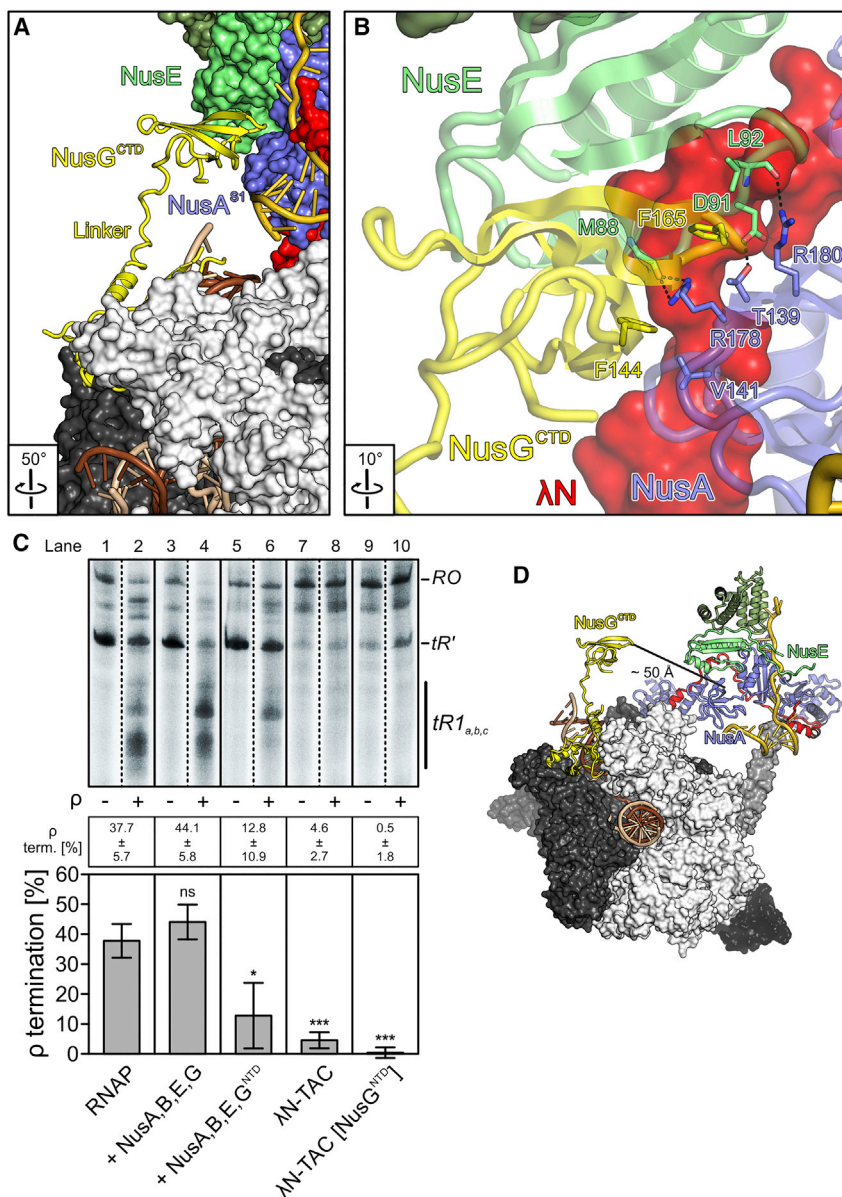 A
NusE
NusG^CTD
NusA^S1
Linker
50°
B
NusE
L92
D91
F165
M88
R180
T139
R178
F144
V141
NusG^CTD
λN
NusA
10°
C
Lane 1 2 3 4 5 6 7 8 9 10
RO
tR'
tR1a,b,c
ρ - + - + - + - + - +
ρ term. [%]
37.7 ± 5.7
44.1 ± 5.8
12.8 ± 10.9
4.6 ± 2.7
0.5 ± 1.8
ρ termination [%]
60
50
40
30
20
10
0
ns
*
***
***
RNAP
+ NusA,B,E,G
+ NusA,B,E,G^NTD
λN-TAC
λN-TAC [NusG^NTD]
D
NusG^CTD
NusE
~ 50 Å
NusA